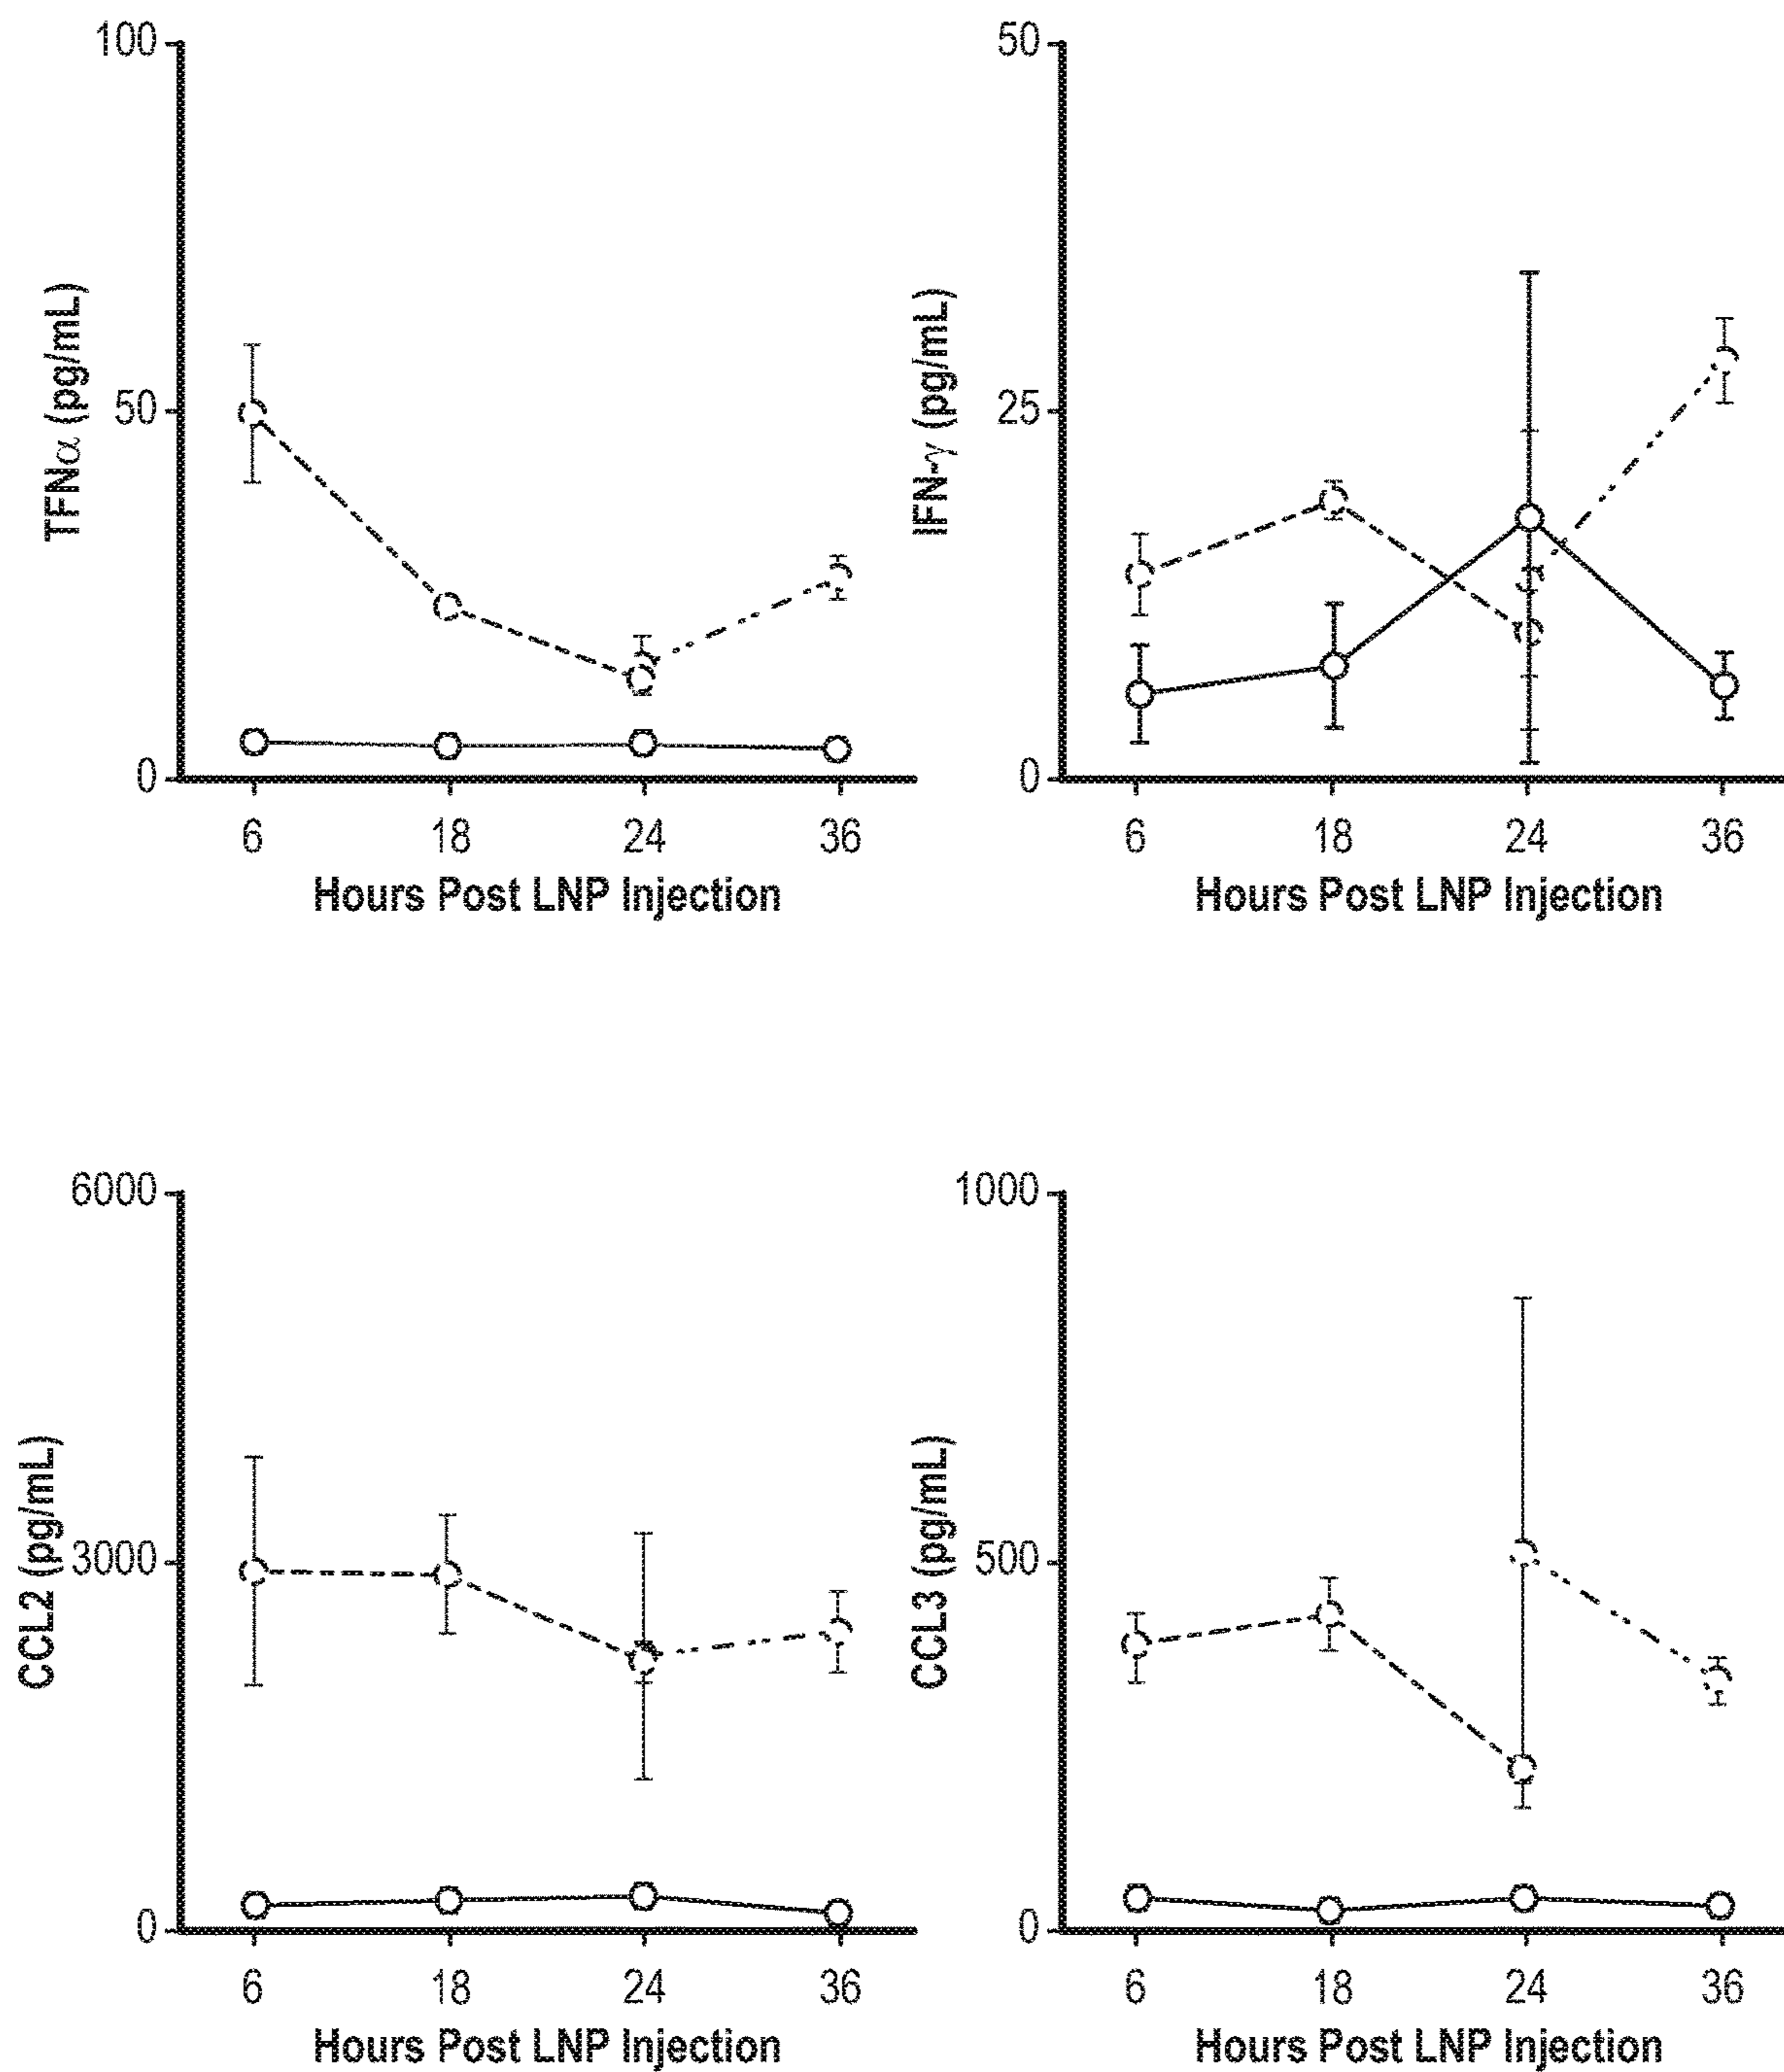 100
50
0
TFNα (pg/mL)
6 18 24 36
Hours Post LNP Injection
50
25
0
IFN-γ (pg/mL)
6 18 24 36
Hours Post LNP Injection
6000
3000
0
CCL2 (pg/mL)
6 18 24 36
Hours Post LNP Injection
1000
500
0
CCL3 (pg/mL)
6 18 24 36
Hours Post LNP Injection